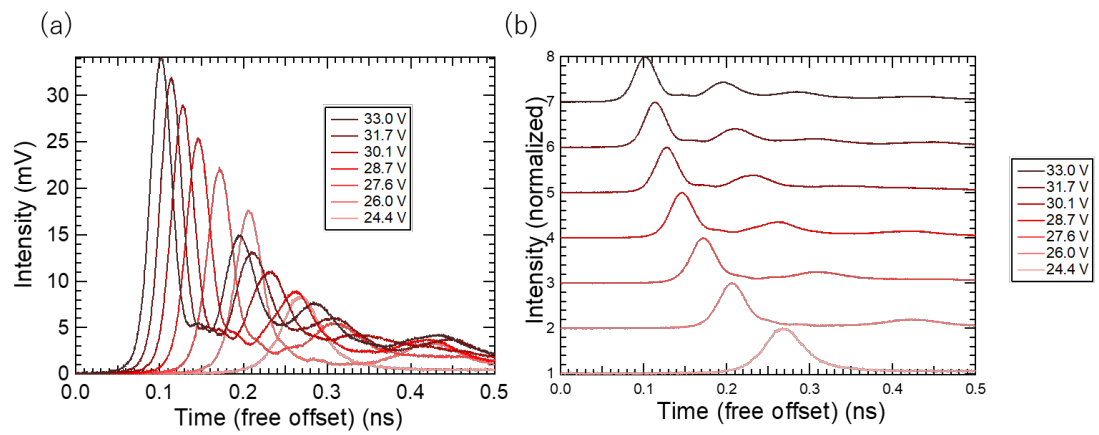 (a)
Intensity (mV)
30
25
20
15
10
5
0
0.0 0.1 0.2 0.3 0.4 0.5
Time (free offset) (ns)
33.0 V
31.7 V
30.1 V
28.7 V
27.6 V
26.0 V
24.4 V
(b)
Intensity (normalized)
8
7
6
5
4
3
2
1
0.0 0.1 0.2 0.3 0.4 0.5
Time (free offset) (ns)
33.0 V
31.7 V
30.1 V
28.7 V
27.6 V
26.0 V
24.4 V